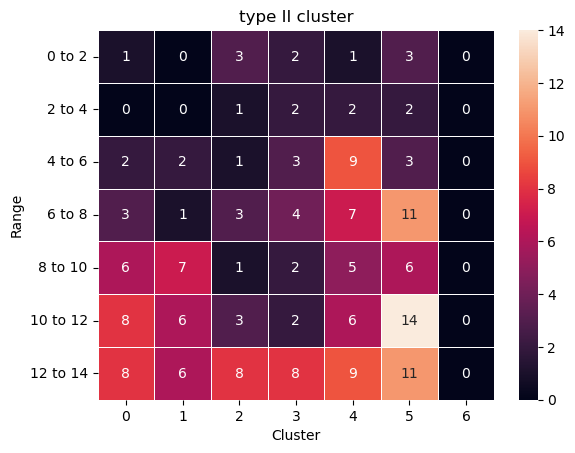 type II cluster
Range
0 to 2 1 0 3 2 1 3 0
2 to 4 0 0 1 2 2 2 0
4 to 6 2 2 1 3 9 3 0
6 to 8 3 1 3 4 7 11 0
8 to 10 6 7 1 2 5 6 0
10 to 12 8 6 3 2 6 14 0
12 to 14 8 6 8 8 9 11 0
0 1 2 3 4 5 6
Cluster
14
12
10
8
6
4
2
0